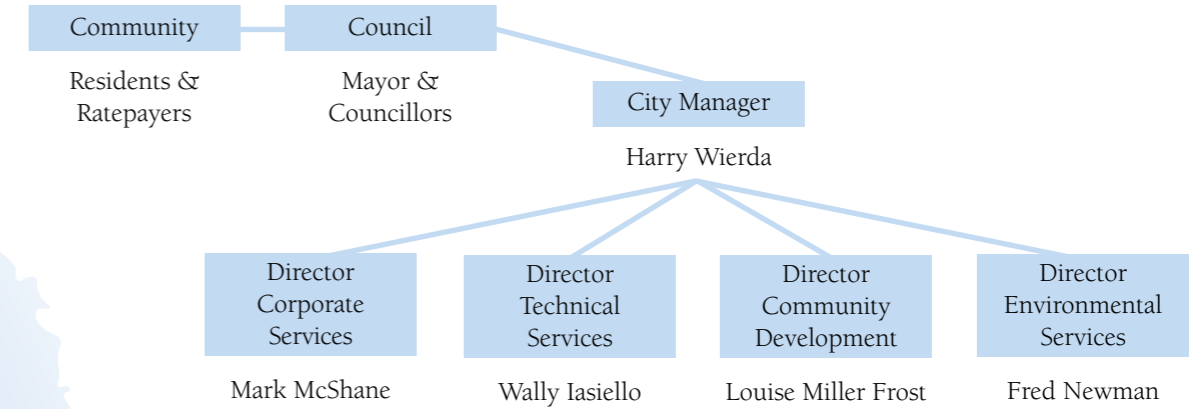 Community
Council
Residents &
Ratepayers
Mayor &
Councillors
City Manager
Harry Wierda
Director
Corporate
Services
Mark McShane
Director
Technical
Services
Wally Iasiello
Director
Community
Development
Louise Miller Frost
Director
Environmental
Services
Fred Newman